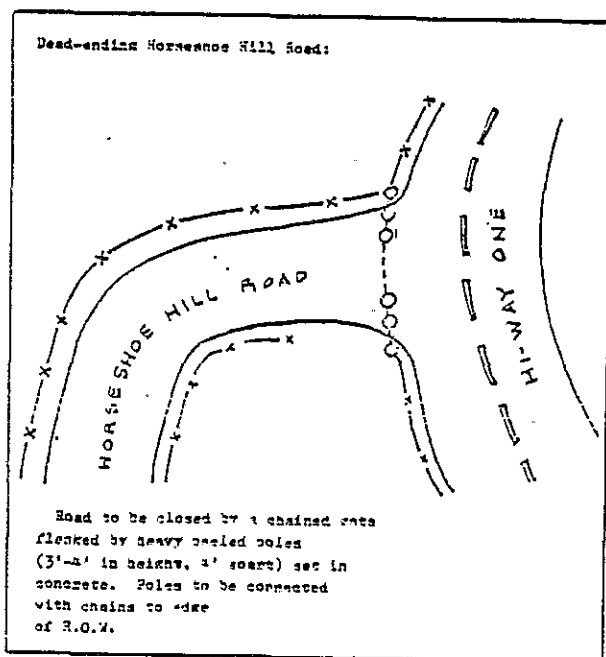 Dead-ending Horseshoe Hill Road:
HORSESHOE HILL ROAD
HI-WAY ONE
Road to be closed by a chained gate
flanked by heavy peeled poles
(3'-4' in height, 4' apart) set in
concrete. Poles to be connected
with chains to edge
of R.O.W.